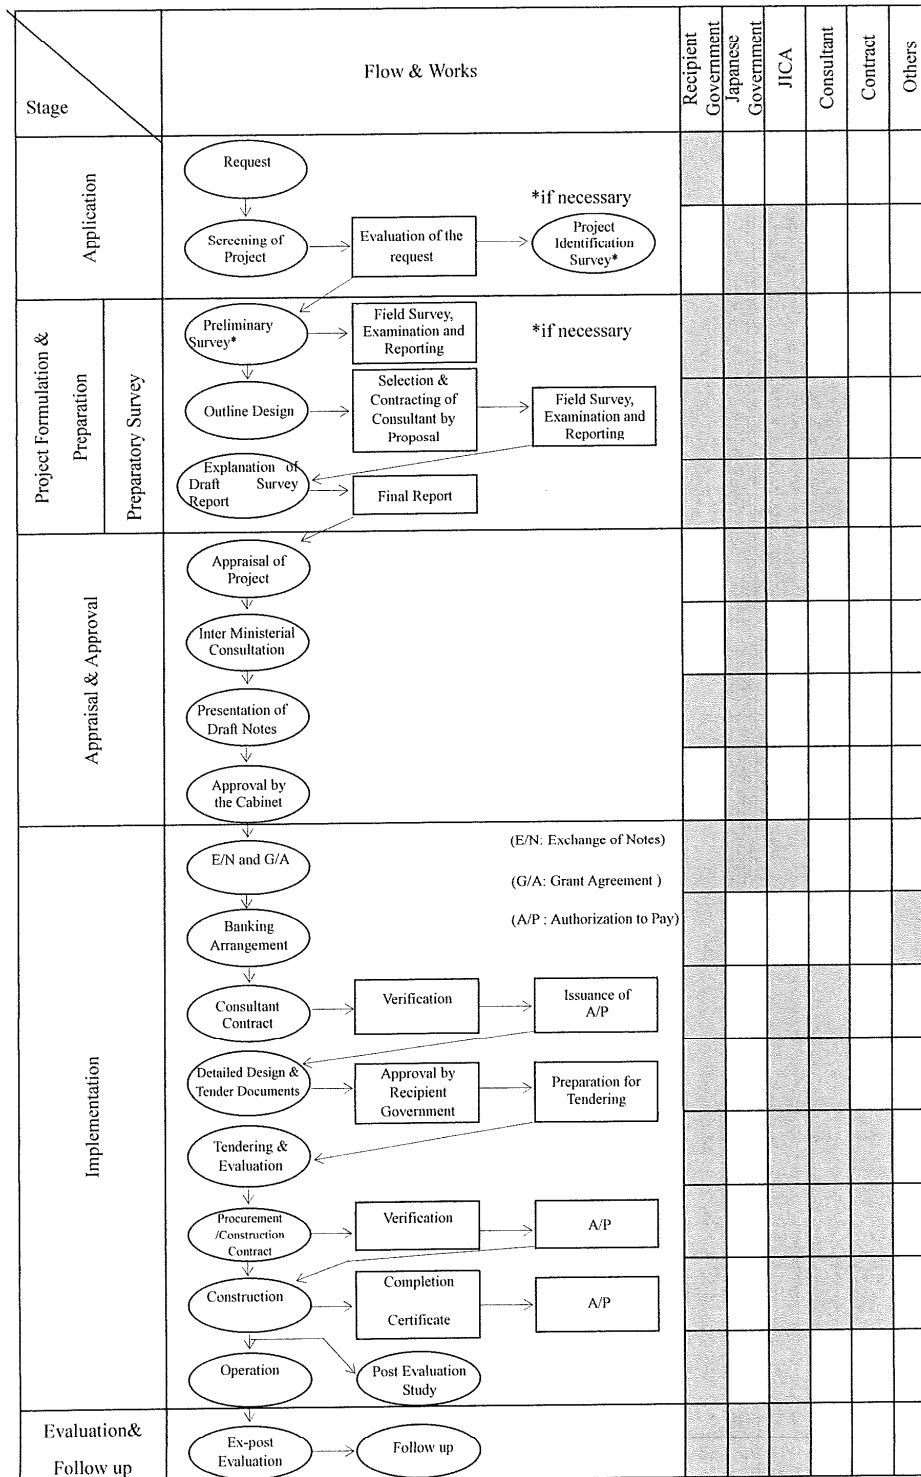 Stage
Flow & Works
Recipient
Government
Japanese
Government
JICA
Consultant
Contract
Others
Application
Request
*if necessary
Screening of
Project
Evaluation of the
request
Project
Identification
Survey*
Project Formulation &
Preparation
Preparatory Survey
Preliminary
Survey*
Field Survey,
Examination and
Reporting
*if necessary
Outline Design
Selection &
Contracting of
Consultant by
Proposal
Field Survey,
Examination and
Reporting
Explanation of
Draft Survey
Report
Final Report
Appraisal & Approval
Appraisal of
Project
Inter Ministerial
Consultation
Presentation of
Draft Notes
Approval by
the Cabinet
Implementation
E/N and G/A
(E/N: Exchange of Notes)
(G/A: Grant Agreement )
(A/P : Authorization to Pay)
Banking
Arrangement
Consultant
Contract
Verification
Issuance of
A/P
Detailed Design &
Tender Documents
Approval by
Recipient
Government
Preparation for
Tendering
Tendering &
Evaluation
Procurement
/Construction
Contract
Verification
A/P
Construction
Completion
Certificate
A/P
Operation
Post Evaluation
Study
Evaluation&
Follow up
Ex-post
Evaluation
Follow up